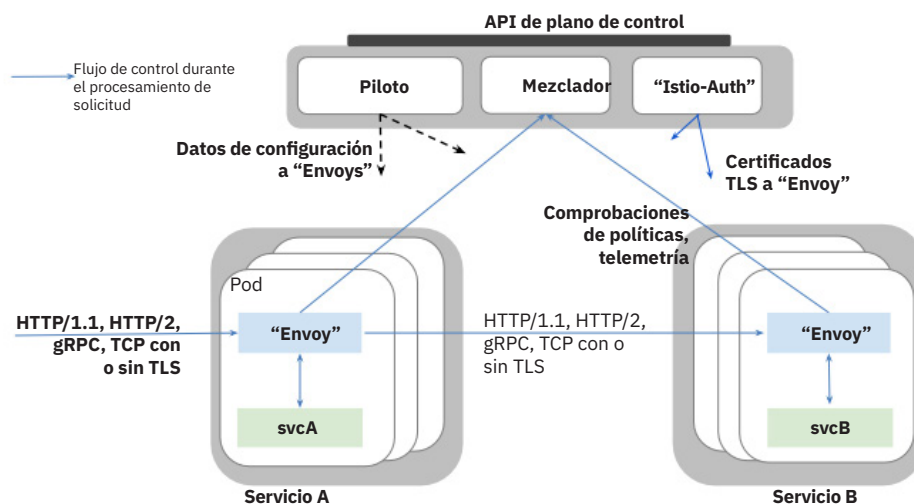 API de plano de control
Flujo de control durante
el procesamiento de
solicitud
Piloto
Mezclador
“Istio-Auth”
Datos de configuración
a “Envoys”
Certificados
TLS a “Envoy”
Comprobaciones
de políticas,
telemetría
Pod
HTTP/1.1, HTTP/2,
gRPC, TCP con
o sin TLS
“Envoy”
HTTP/1.1, HTTP/2,
gRPC, TCP con o
sin TLS
“Envoy”
svcA
svcB
Servicio A
Servicio B